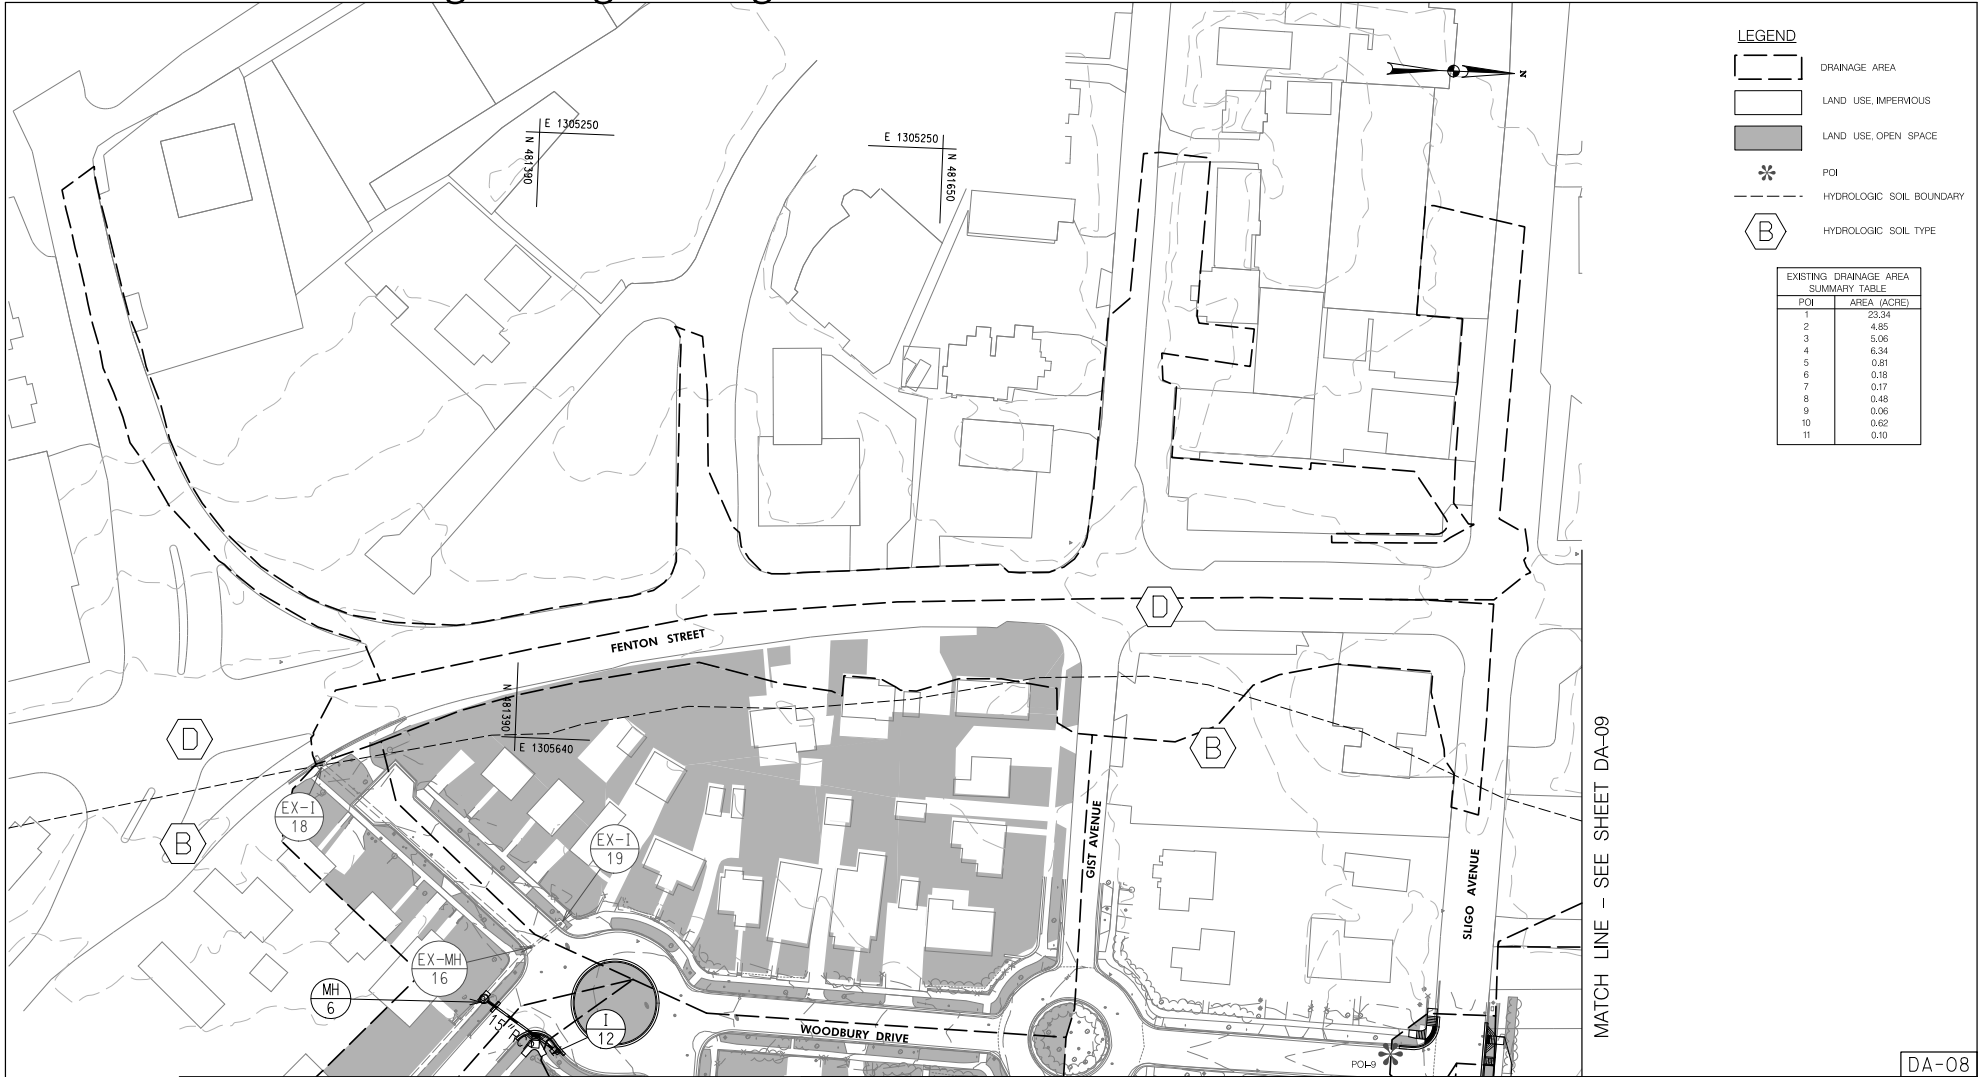 LEGEND
DRAINAGE AREA
LAND USE, IMPERVIOUS
LAND USE, OPEN SPACE
POI
HYDROLOGIC SOIL BOUNDARY
B
HYDROLOGIC SOIL TYPE
EXISTING DRAINAGE AREA
SUMMARY TABLE
POI AREA (ACRE)
1 23.34
2 4.85
3 5.06
4 6.34
5 0.81
6 0.18
7 0.17
8 0.48
9 0.06
10 0.62
11 0.10
N
E 1305250
N 481390
E 1305250
N 481650
FENTON STREET
D
N 481390
E 1305640
D
B
B
EX-I
18
EX-I
19
EX-MH
16
MH
6
15"
I
12
WOODBURY DRIVE
GIST AVENUE
SLIGO AVENUE
POI-9
MATCH LINE - SEE SHEET DA-09
DA-08